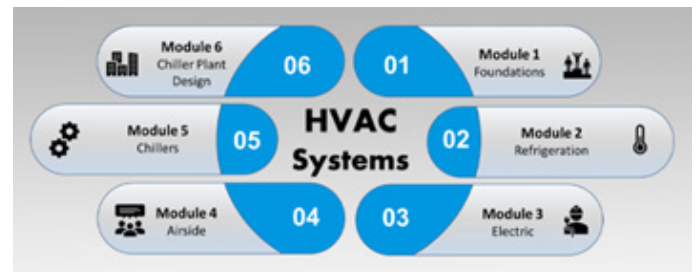 HVAC
Systems
01
Module 1
Foundations
02
Module 2
Refrigeration
03
Module 3
Electric
04
Module 4
Airside
05
Module 5
Chillers
06
Module 6
Chiller Plant
Design